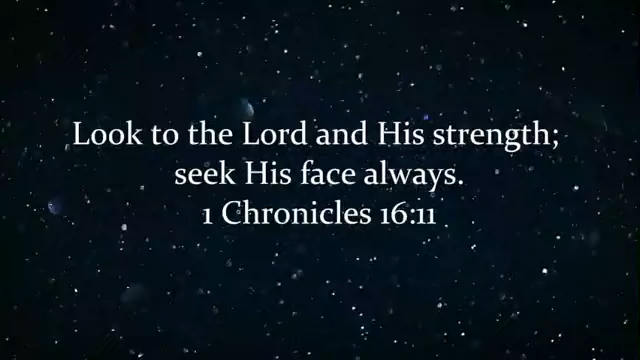 Look to the Lord and His strength;
seek His face always.
1 Chronicles 16:11